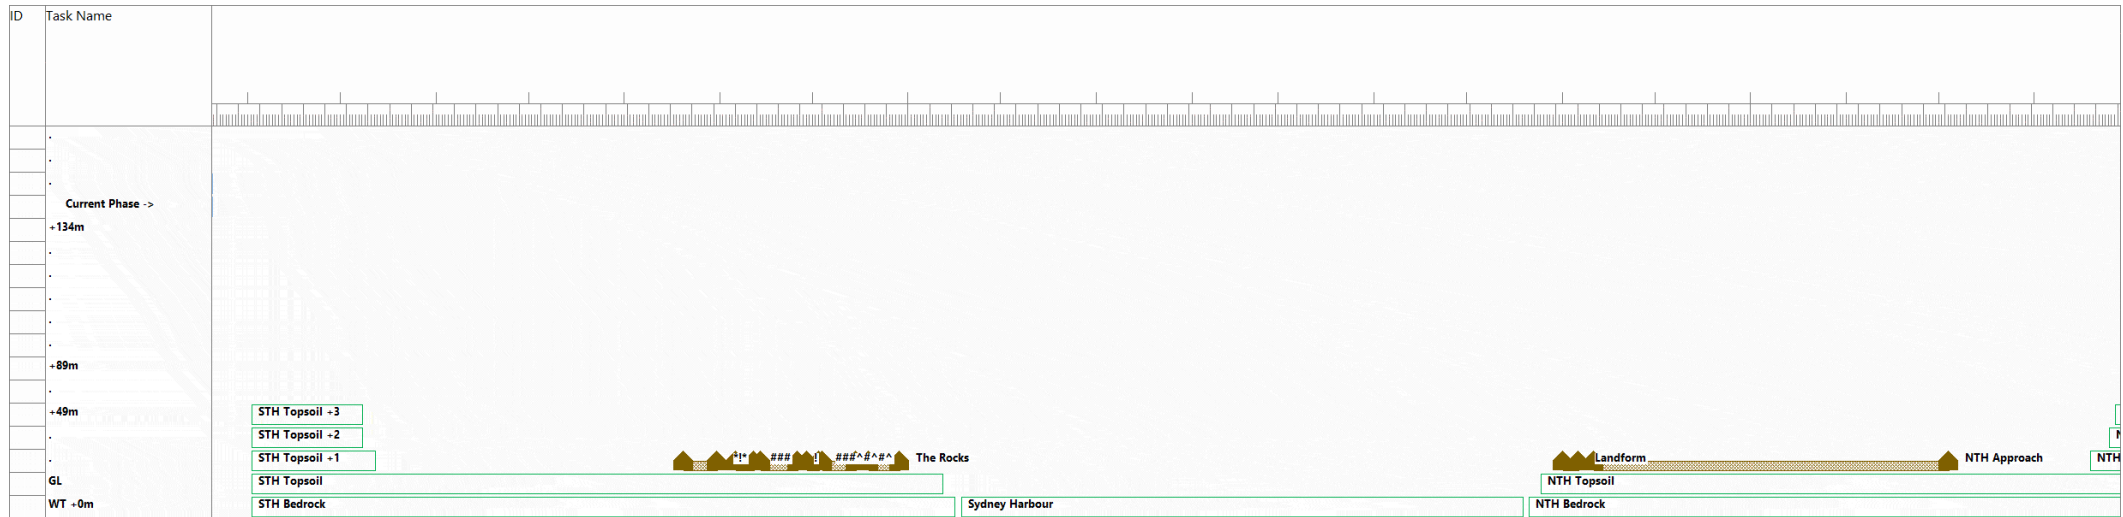 ID Task Name
.
.
.
Current Phase ->
+134m
.
.
.
.
.
+89m
.
+49m STH Topsoil +3
. STH Topsoil +2 N
. STH Topsoil +1 *!* ### ! ###^#^#^ The Rocks Landform NTH Approach NTH
GL STH Topsoil NTH Topsoil
WT +0m STH Bedrock Sydney Harbour NTH Bedrock